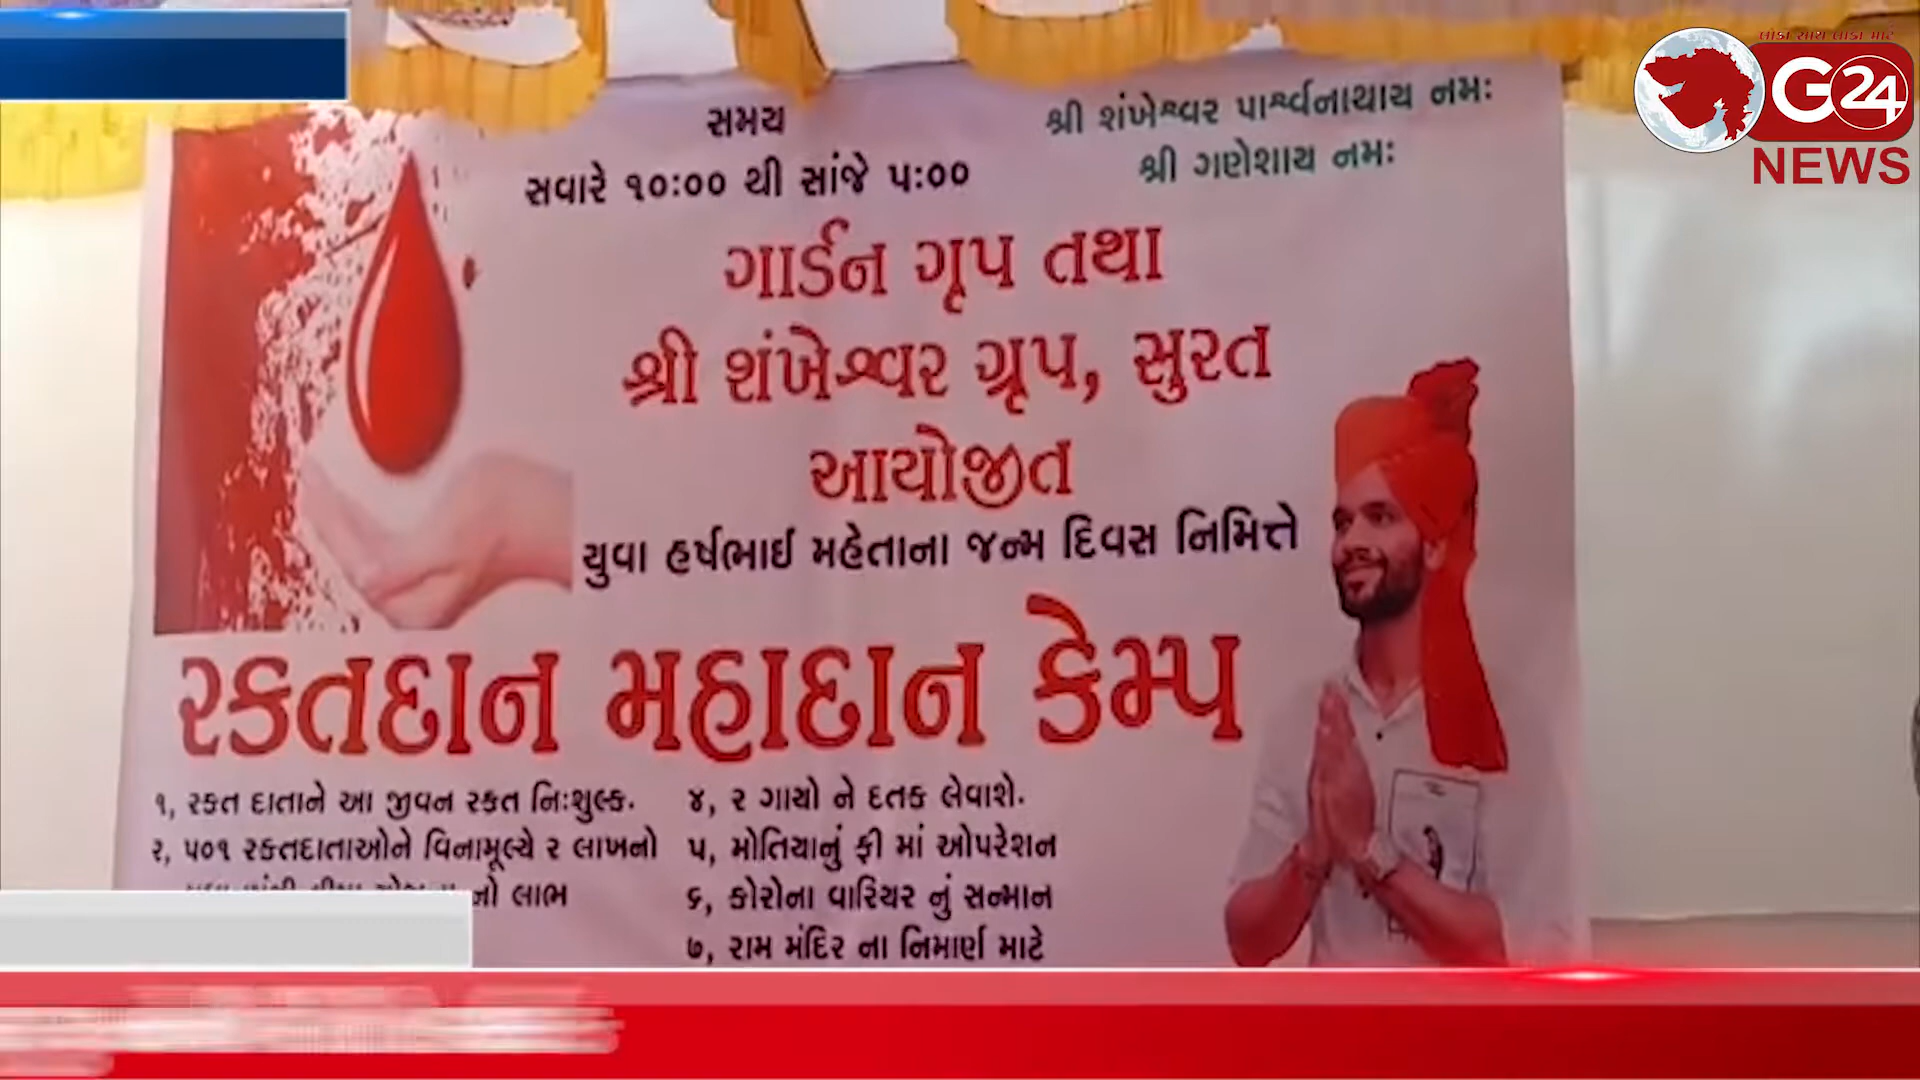 લોકો સાથે લોકો માટે
G24
NEWS
સમય
સવારે ૧૦:૦૦ થી સાંજે ૫:૦૦
શ્રી શંખેશ્વર પાર્શ્વનાથાય નમઃ
શ્રી ગણેશાય નમઃ
ગાર્ડન ગૃપ તથા
શ્રી શંખેશ્વર ગ્રૃપ, સુરત
આયોજીત
યુવા હર્ષભાઈ મહેતાના જન્મ દિવસ નિમિત્તે
રકતદાન મહાદાન કેમ્પ
૧, રકત દાતાને આ જીવન રકત નિઃશુલ્ક.
૨, ૫૦૧ રકતદાતાઓને વિનામૂલ્યે ૨ લાખનો
નો લાભ
૪, ૨ ગાયો ને દતક લેવાશે.
૫, મોતિયાનું ફ્રી માં ઓપરેશન
૬, કોરોના વારિયર નું સન્માન
૭, રામ મંદિર ના નિમાર્ણ માટે